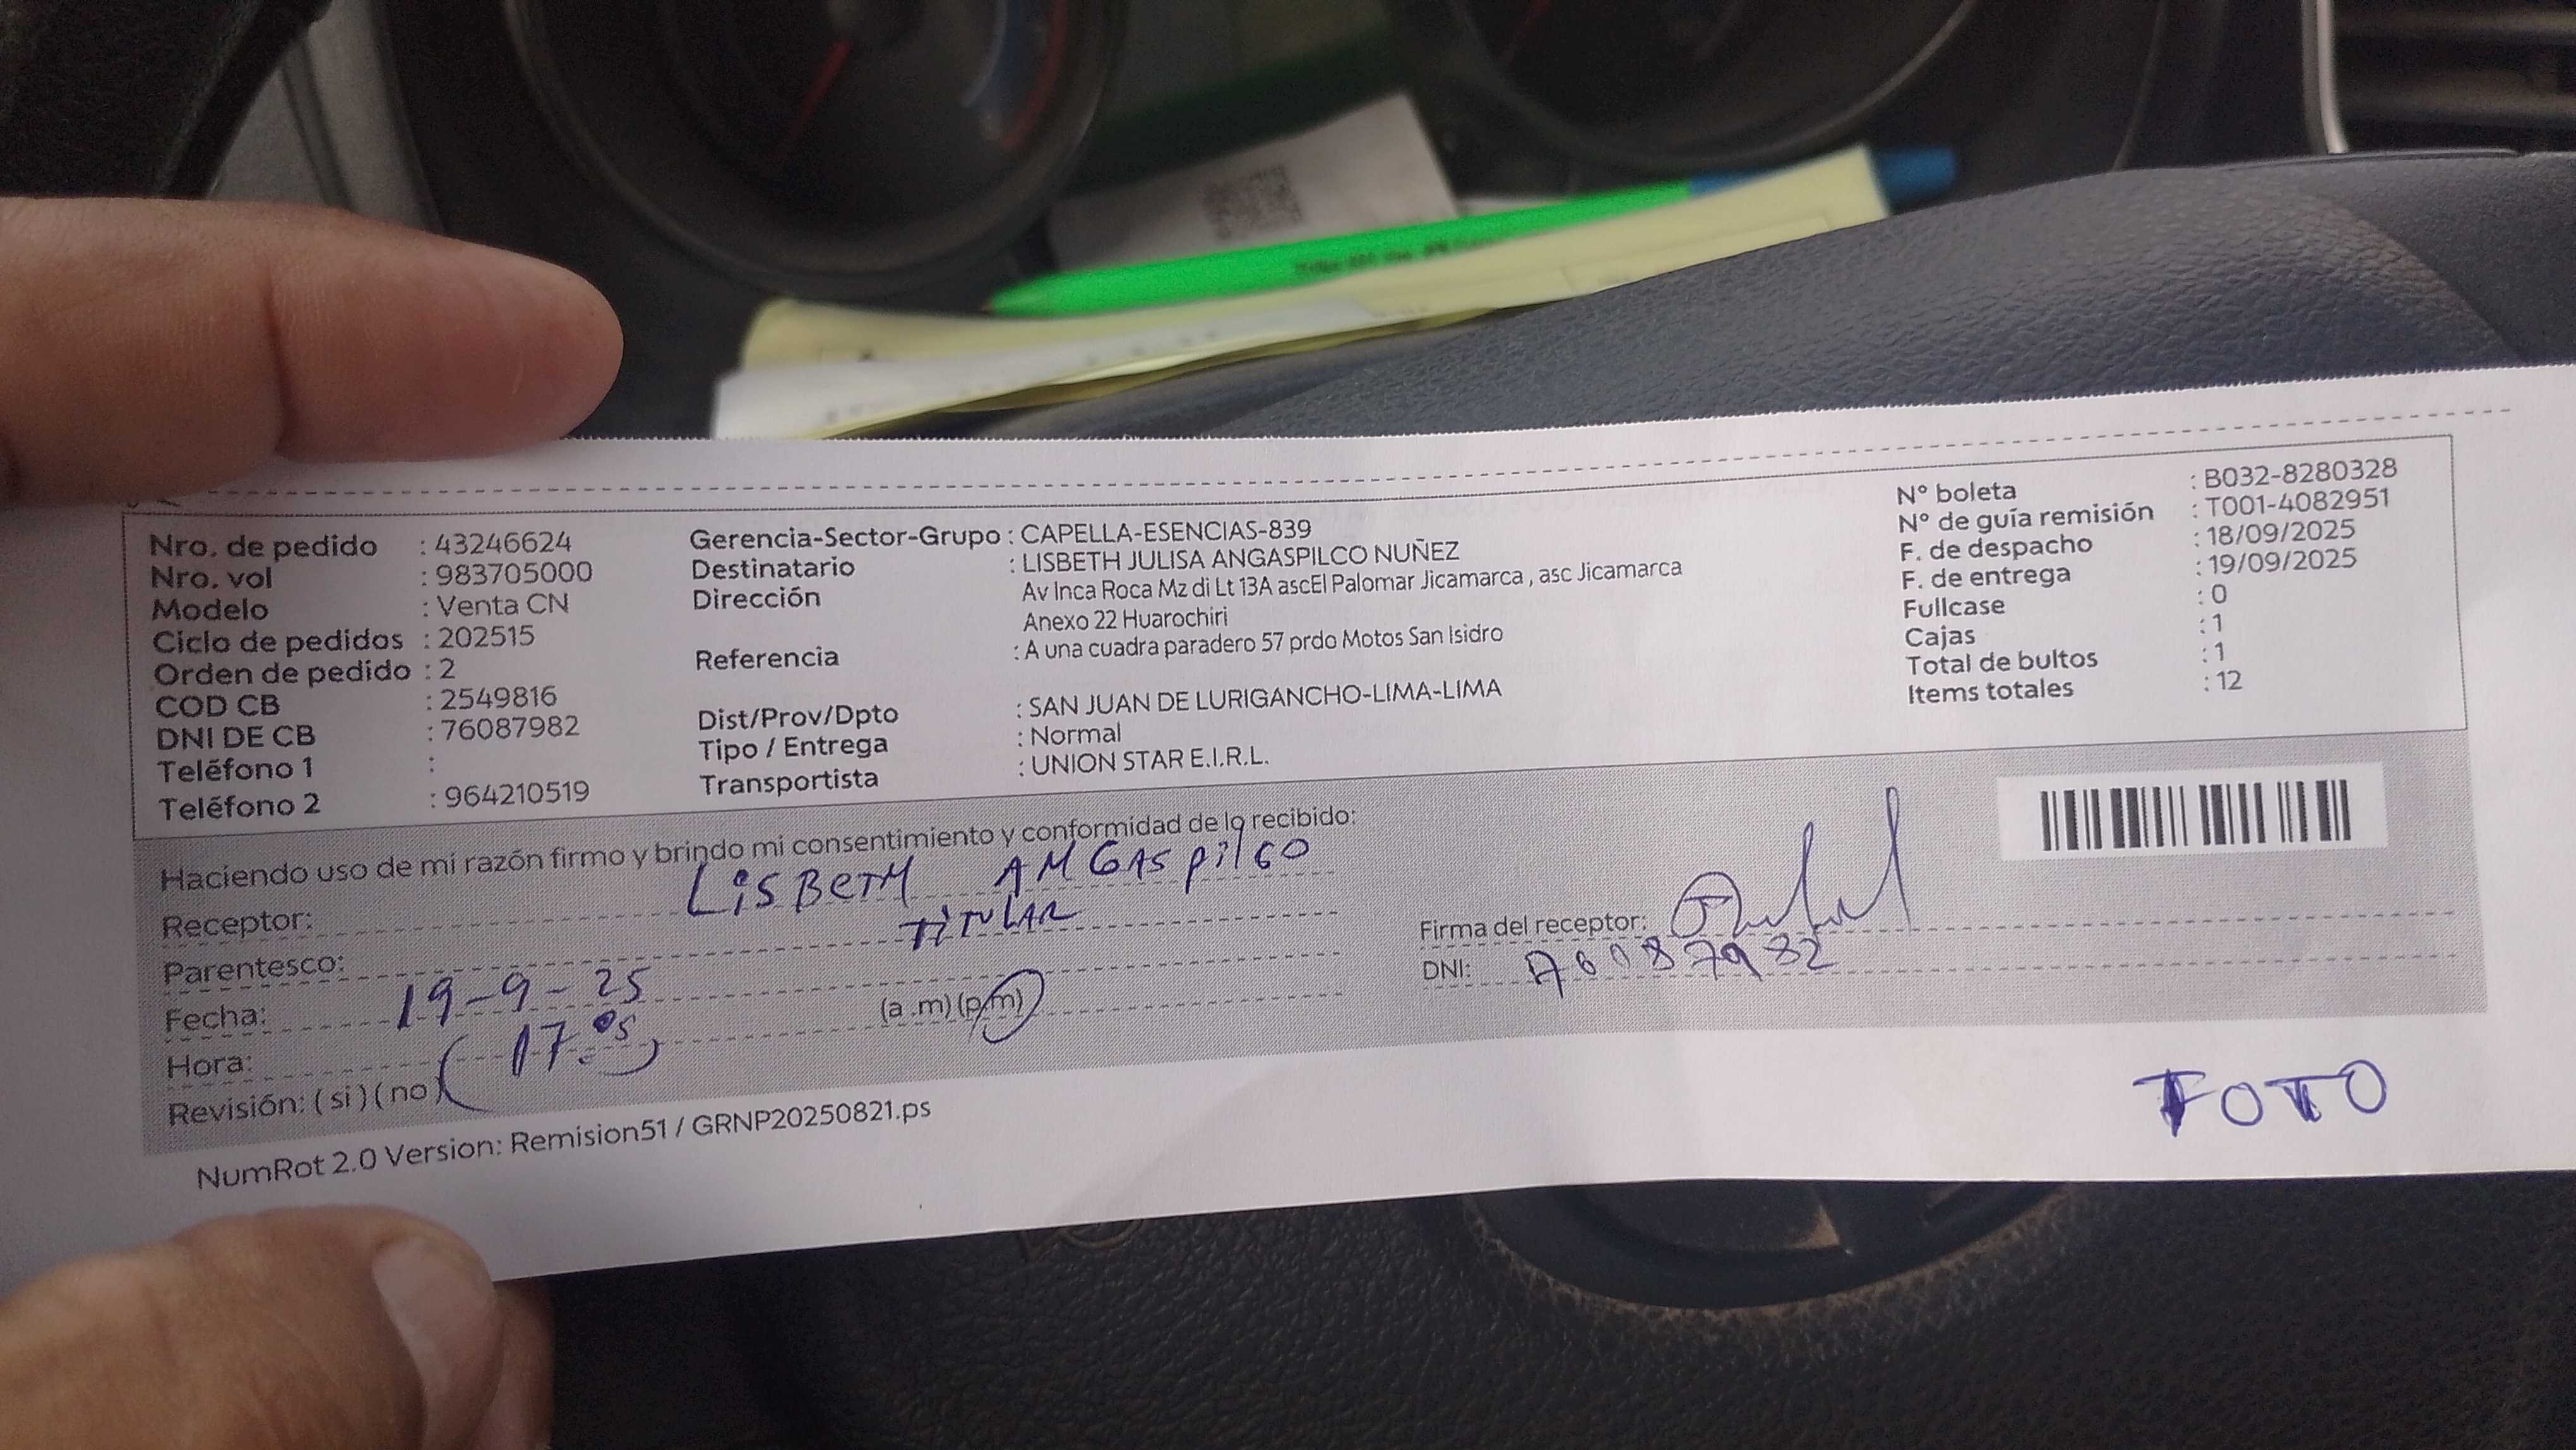 Nro. de pedido : 43246624
Nro. vol : 983705000
Modelo : Venta CN
Ciclo de pedidos : 202515
Orden de pedido : 2
COD CB : 2549816
DNI DE CB : 76087982
Teléfono 1 :
Teléfono 2 : 964210519
Gerencia-Sector-Grupo : CAPELLA-ESENCIAS-839
Destinatario : LISBETH JULISA ANGASPILCO NUÑEZ
Dirección Av Inca Roca Mz di Lt 13A ascEl Palomar Jicamarca , asc Jicamarca
Anexo 22 Huarochiri
Referencia : A una cuadra paradero 57 prdo Motos San Isidro
Dist/Prov/Dpto : SAN JUAN DE LURIGANCHO-LIMA-LIMA
Tipo / Entrega : Normal
Transportista : UNION STAR E.I.R.L.
N° boleta : B032-8280328
N° de guía remisión : T001-4082951
F. de despacho : 18/09/2025
F. de entrega : 19/09/2025
Fullcase : 0
Cajas : 1
Total de bultos : 1
Items totales : 12
Haciendo uso de mi razón firmo y brindo mi consentimiento y conformidad de lo recibido:
Receptor: LiSBETH ANGASpilCO
Parentesco: TiTULAR
Fecha: 19-9-25
Hora: (17:05) (a .m) (p.m)
Revisión: ( si ) ( no )
Firma del receptor:
DNI: 76087982
NumRot 2.0 Version: Remision51 / GRNP20250821.ps
FOTO